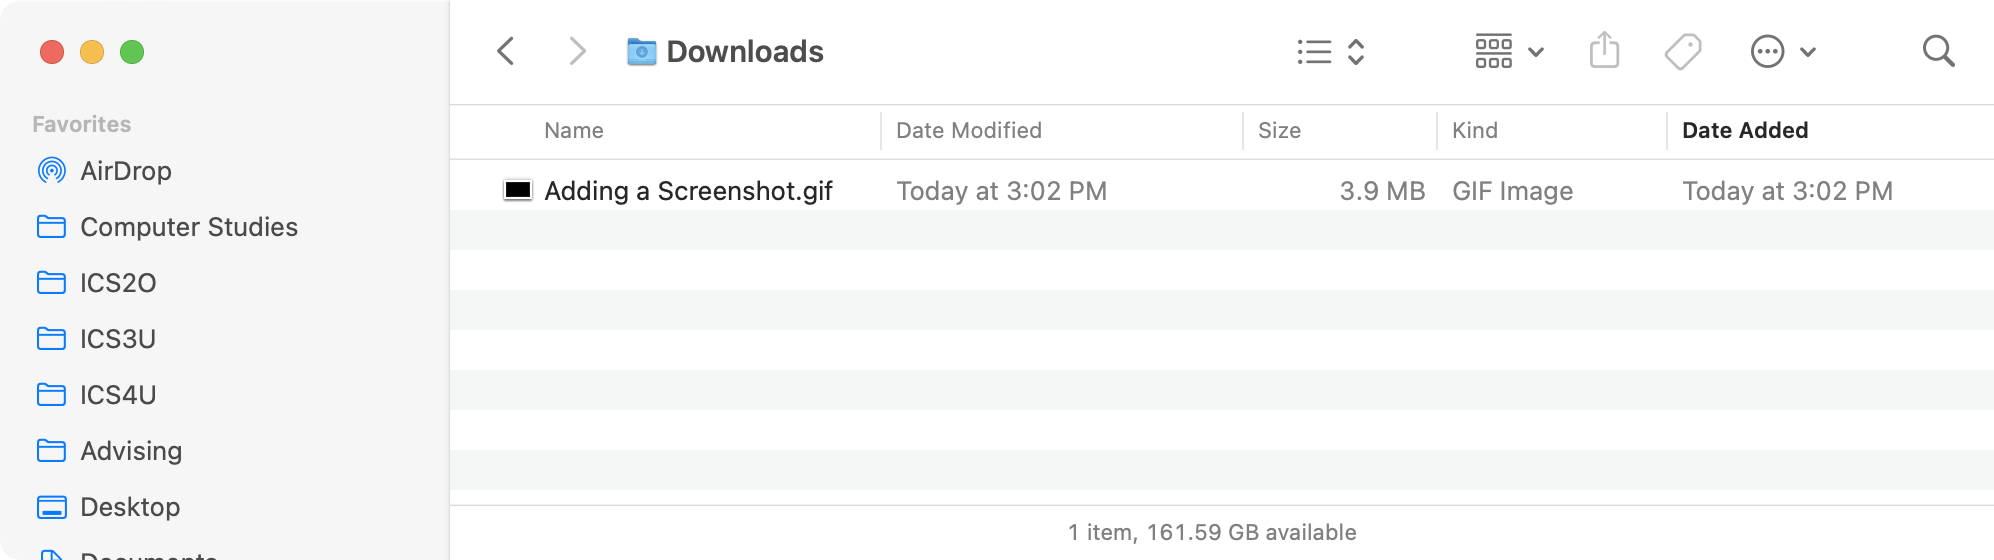 Downloads
Favorites
AirDrop
Computer Studies
ICS2O
ICS3U
ICS4U
Advising
Desktop
Documents
Name Date Modified Size Kind Date Added
Adding a Screenshot.gif Today at 3:02 PM 3.9 MB GIF Image Today at 3:02 PM
1 item, 161.59 GB available